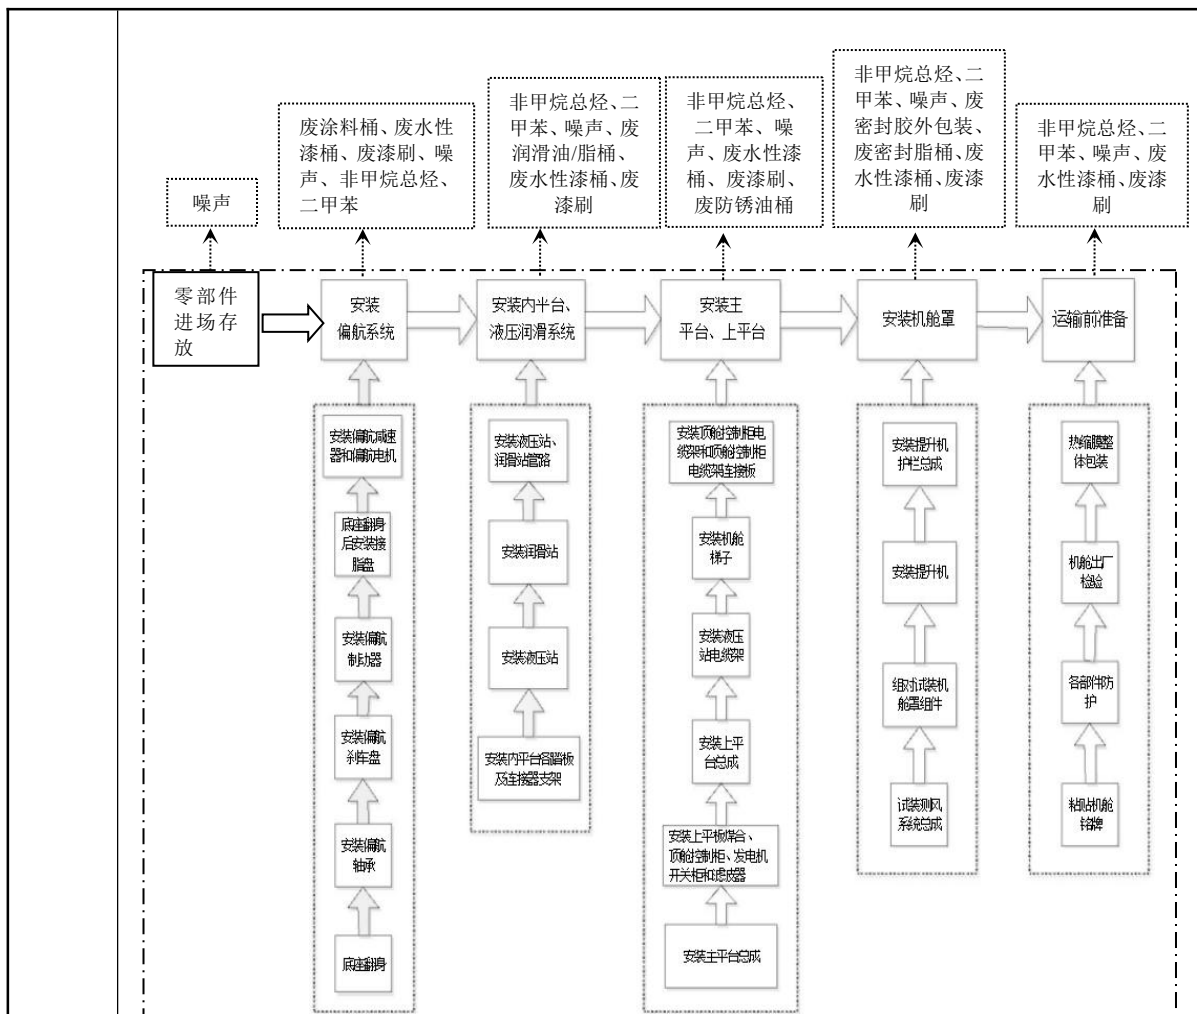 噪声
废涂料桶、废水性
漆桶、废漆刷、噪
声、非甲烷总烃、
二甲苯
非甲烷总烃、二
甲苯、噪声、废
润滑油/脂桶、
废水性漆桶、废
漆刷
非甲烷总烃、
二甲苯、噪
声、废水性漆
桶、废漆刷、
废防锈油桶
非甲烷总烃、二
甲苯、噪声、废
密封胶外包装、
废密封脂桶、废
水性漆桶、废漆
刷
非甲烷总烃、二
甲苯、噪声、废
水性漆桶、废漆
刷
零部件
进场存
放
安装
偏航系统
安装内平台、
液压润滑系统
安装主
平台、上平台
安装机舱罩
运输前准备
安装偏航减速
器和偏航电机
底座翻身
后安装接
脂盘
安装偏航
制动器
安装偏航
刹车盘
安装偏航
轴承
底座翻身
安装液压站、
润滑站管路
安装润滑站
安装液压站
安装内平台各踏板
及连接器支架
安装顶舱控制柜电
缆架和顶舱控制柜
电缆架连接板
安装机舱
梯子
安装液压
站电缆架
安装上平
台总成
安装上平板媒合、
顶舱控制柜、发电机
开关柜和滤波器
安装主平台总成
安装提升机
护栏总成
安装提升机
组对试装机
舱罩组件
试装测风
系统总成
热缩膜整
体包装
机舱出厂
检验
各部件防
护
粘贴机舱
铭牌